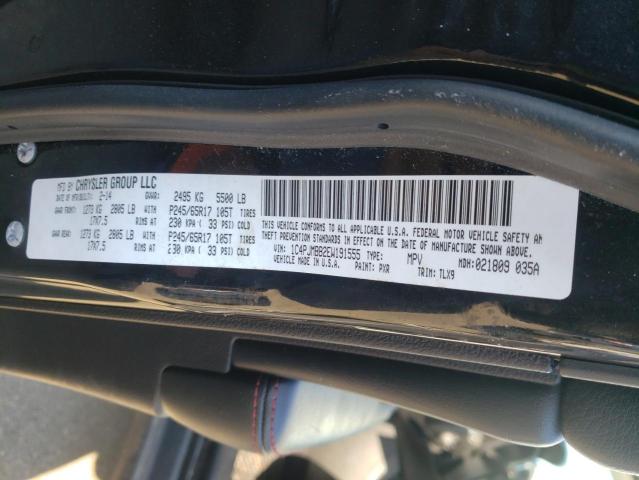 MFD BY CHRYSLER GROUP LLC
DATE OF MFR/BUILT: 2-14 GVWR: 2495 KG 5500 LB
GAWR FRONT: 1273 KG 2805 LB WITH P245/65R17 105T TIRES
17X7.5 RIMS AT 230 KPA ( 33 PSI) COLD
GAWR REAR: 1273 KG 2805 LB WITH P245/65R17 105T TIRES
17X7.5 RIMS AT 230 KPA ( 33 PSI) COLD
THIS VEHICLE CONFORMS TO ALL APPLICABLE U.S.A. FEDERAL MOTOR VEHICLE SAFETY AND
THEFT PREVENTION STANDARDS IN EFFECT ON THE DATE OF MANUFACTURE SHOWN ABOVE.
VIN: 1C4PJMBB2EW191555 TYPE: MPV MDH: 021809 035A
VEHICLE MADE IN U.S.A. PAINT: PXR TRIM: TLX9